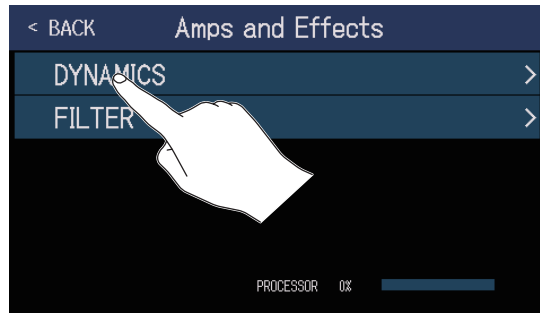 < BACK Amps and Effects
DYNAMICS >
FILTER >
PROCESSOR 0%